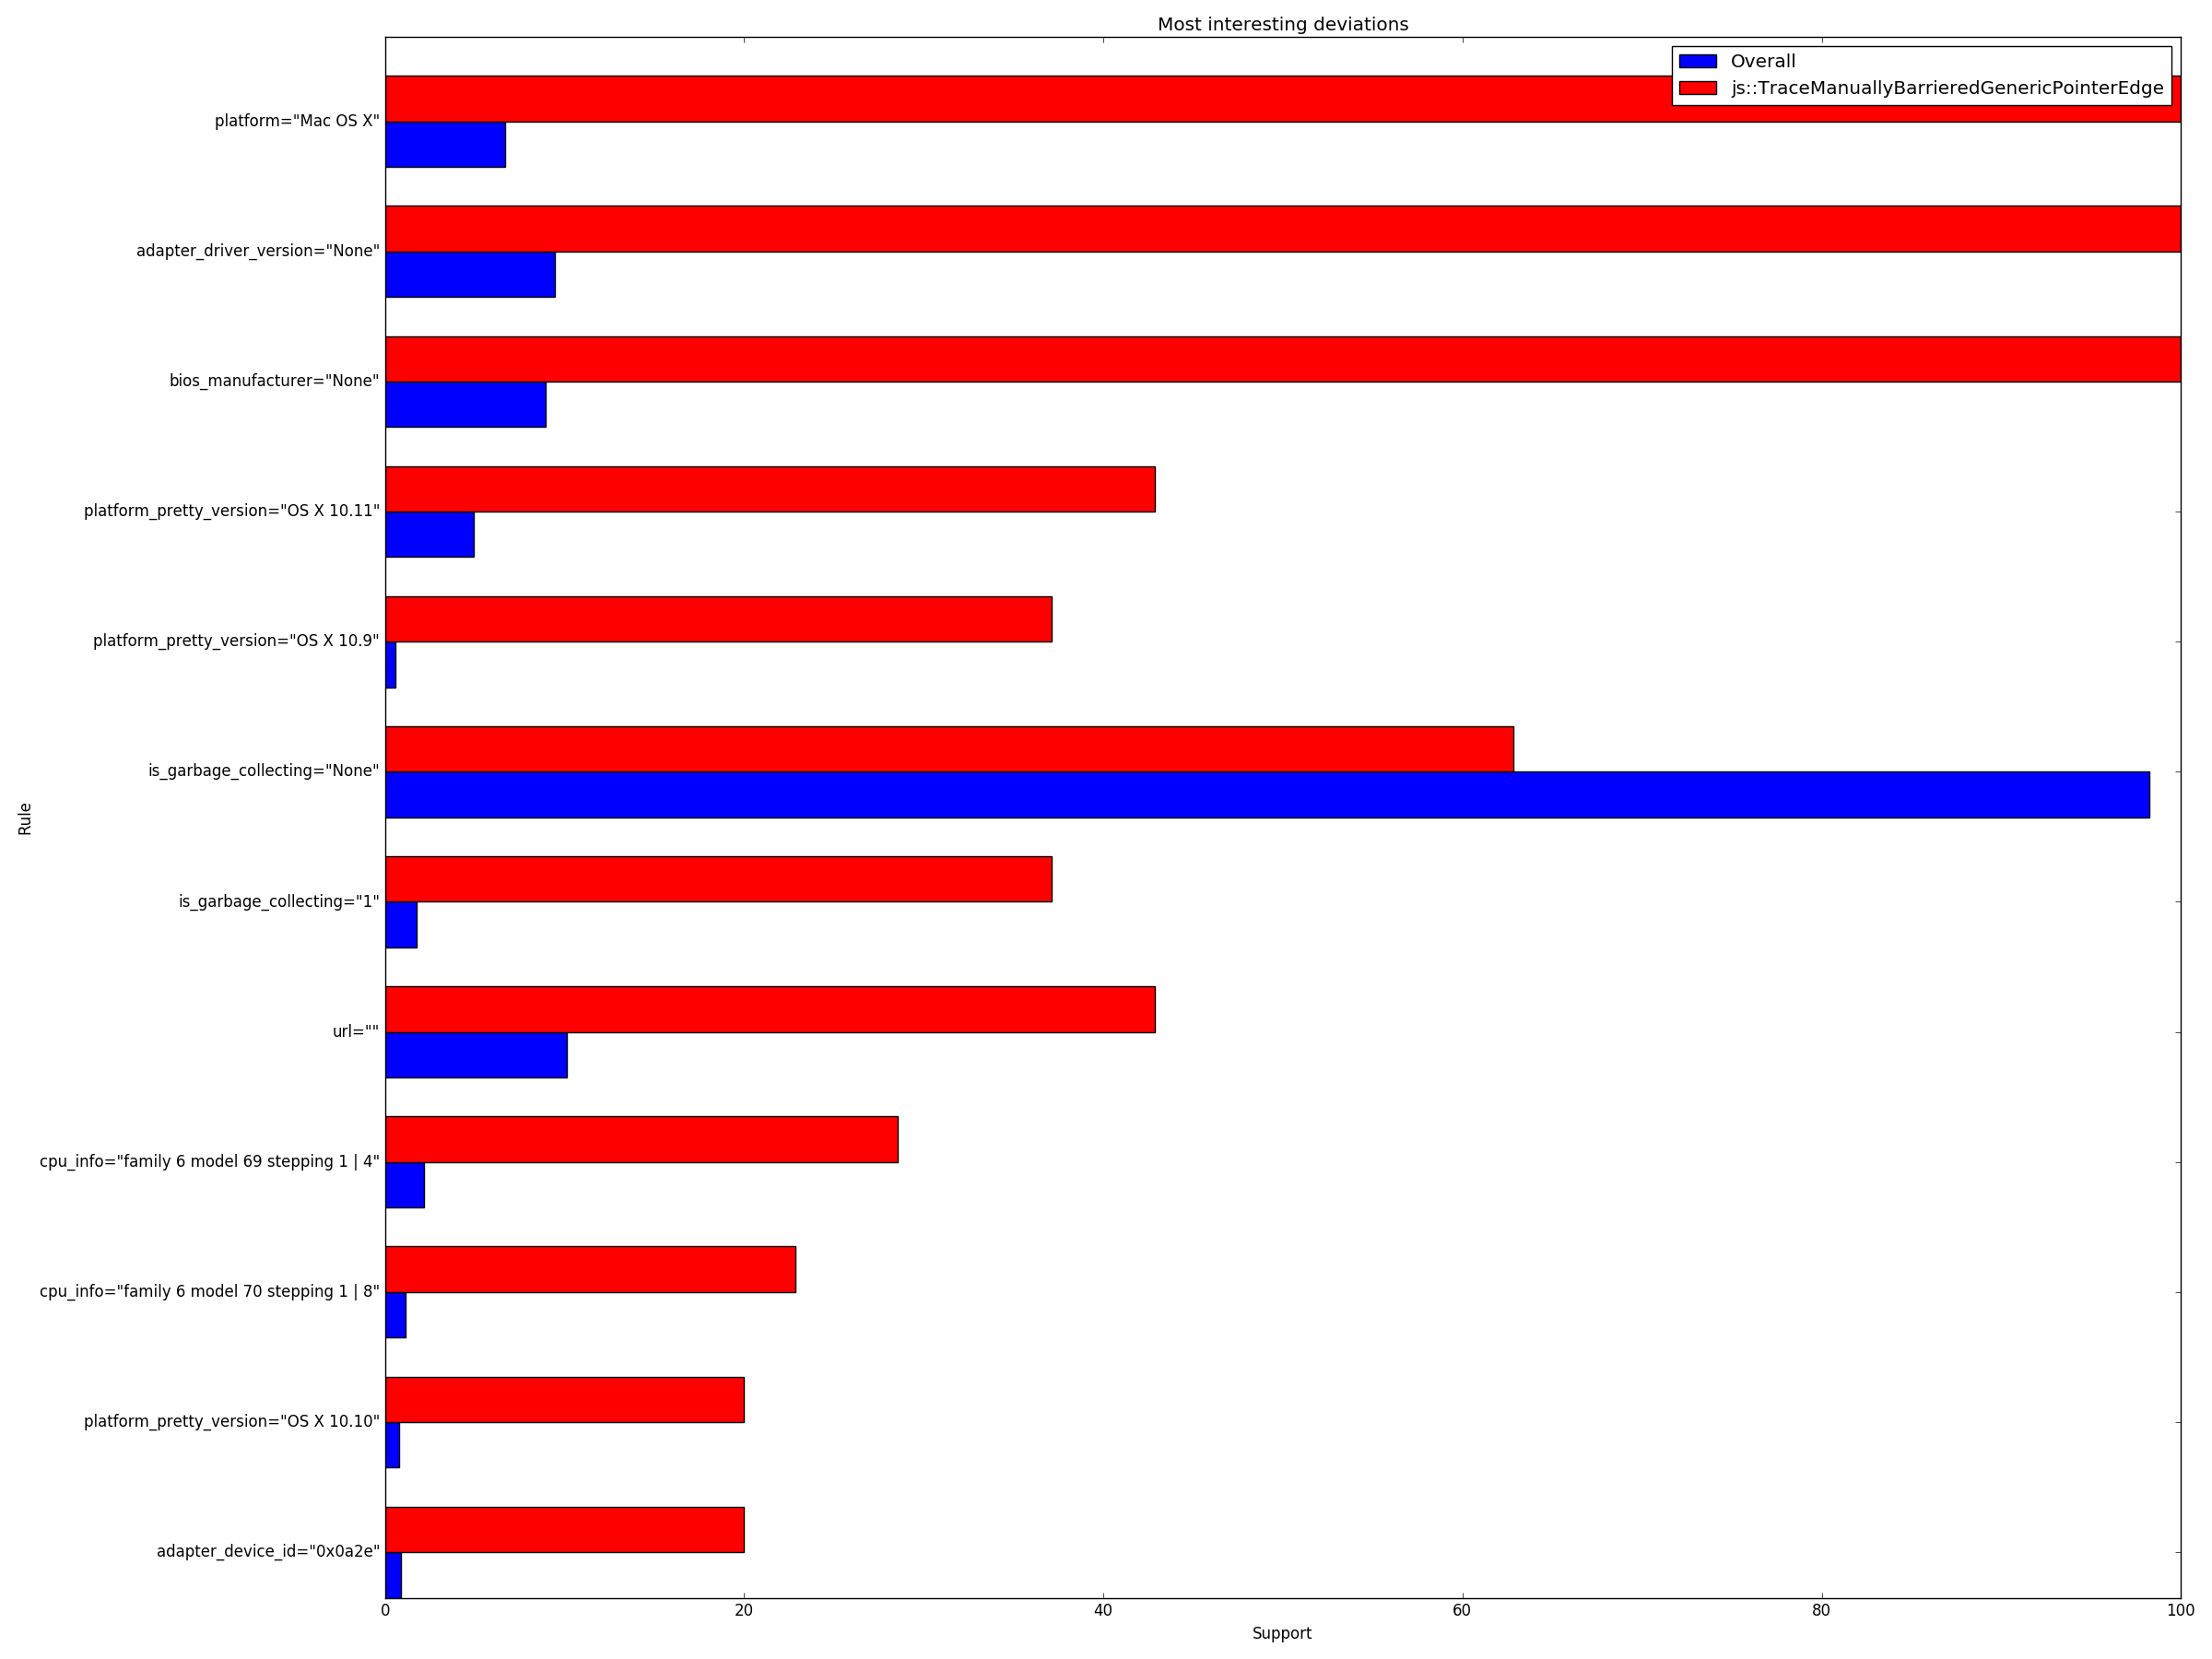 Most interesting deviations
Overall
js::TraceManuallyBarrieredGenericPointerEdge
platform="Mac OS X"
adapter_driver_version="None"
bios_manufacturer="None"
platform_pretty_version="OS X 10.11"
platform_pretty_version="OS X 10.9"
is_garbage_collecting="None"
Rule
is_garbage_collecting="1"
url=""
cpu_info="family 6 model 69 stepping 1 | 4"
cpu_info="family 6 model 70 stepping 1 | 8"
platform_pretty_version="OS X 10.10"
adapter_device_id="0x0a2e"
0 20 40 60 80 100
Support